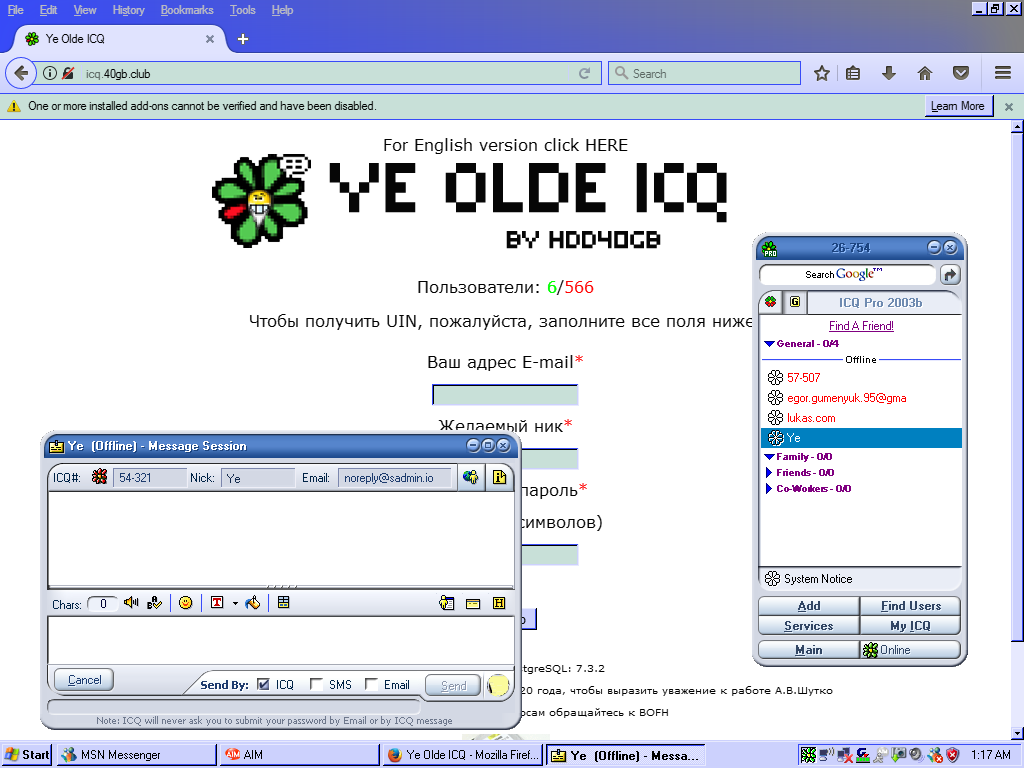 File Edit View History Bookmarks Tools Help
Ye Olde ICQ
icq.40gb.club
Search
One or more installed add-ons cannot be verified and have been disabled.
Learn More
For English version click HERE
YE OLDE ICQ
BY HDD40GB
Пользователи: 6/566
Чтобы получить UIN, пожалуйста, заполните все поля ниже
Ваш адрес E-mail*
Желаемый ник*
пароль*
символов)
tgreSQL: 7.3.2
20 года, чтобы выразить уважение к работе А.В.Шутко
осам обращайтесь к BOFH
Ye (Offline) - Message Session
ICQ#: 54-321 Nick: Ye Email: noreply@sadmin.io
Chars: 0
Cancel
Send By: ICQ SMS Email Send
Note: ICQ will never ask you to submit your password by Email or by ICQ message
PRO
26-754
Search Google™
G
ICQ Pro 2003b
Find A Friend!
General - 0/4
Offline
57-507
egor.gumenyuk.95@gma
lukas.com
Ye
Family - 0/0
Friends - 0/0
Co-Workers - 0/0
System Notice
Add Find Users
Services My ICQ
Main Online
Start MSN Messenger AIM Ye Olde ICQ - Mozilla Firef... Ye (Offline) - Messa... 1:17 AM